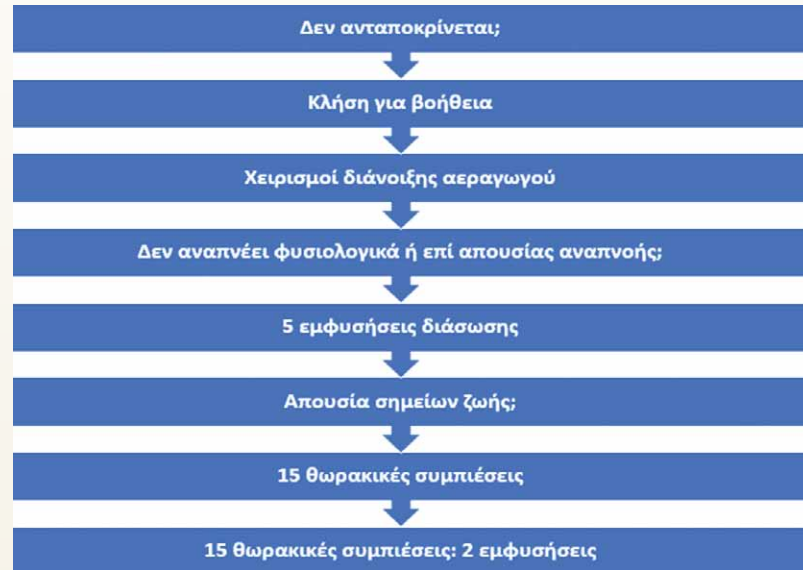 Δεν ανταποκρίνεται;
Κλήση για βοήθεια
Χειρισμοί διάνοιξης αεραγωγού
Δεν αναπνέει φυσιολογικά ή επί απουσίας αναπνοής;
5 εμφυσήσεις διάσωσης
Απουσία σημείων ζωής;
15 θωρακικές συμπιέσεις
15 θωρακικές συμπιέσεις: 2 εμφυσήσεις